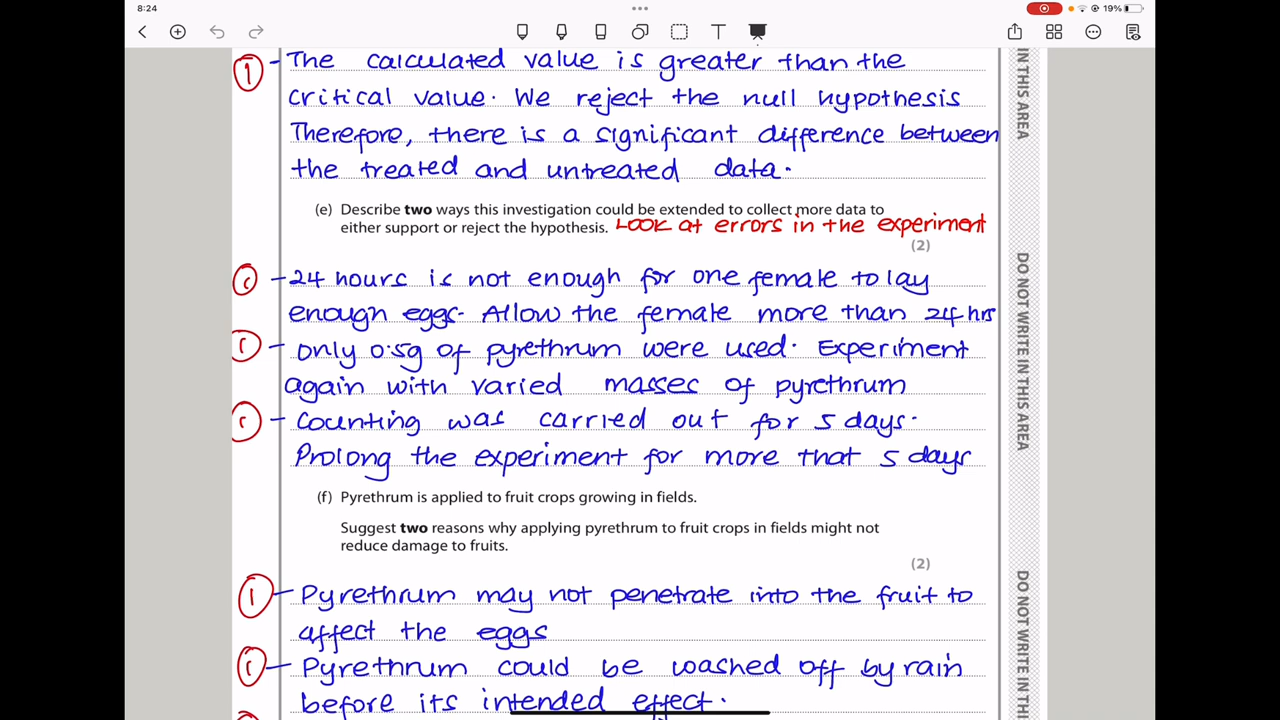 8:24
19%
T
① - The calculated value is greater than the
critical value. We reject the null hypothesis
Therefore, there is a significant difference between
the treated and untreated data.
(e) Describe two ways this investigation could be extended to collect more data to
either support or reject the hypothesis. Look at errors in the experiment
(2)
① - 24 hours is not enough for one female to lay
enough eggs. Allow the female more than 24 hrs
① - only 0.5g of pyrethrum were used. Experiment
again with varied masses of pyrethrum
① - Counting was carried out for 5 days.
Prolong the experiment for more that 5 days
(f) Pyrethrum is applied to fruit crops growing in fields.
Suggest two reasons why applying pyrethrum to fruit crops in fields might not
reduce damage to fruits.
(2)
① - Pyrethrum may not penetrate into the fruit to
affect the eggs
① - Pyrethrum could be washed off by rain
before its intended effect.
IN THIS AREA
DO NOT WRITE IN THIS AREA
DO NOT WRITE IN THI